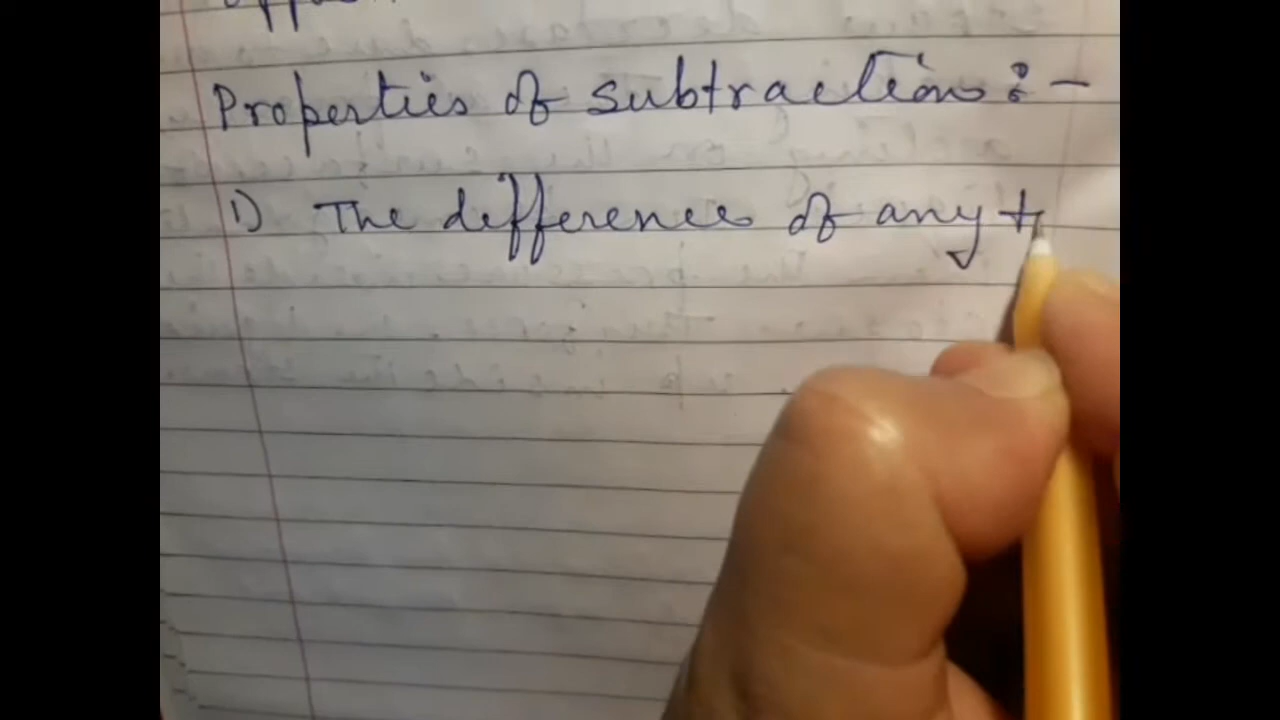 Properties of subtraction :-
1) The difference of any t